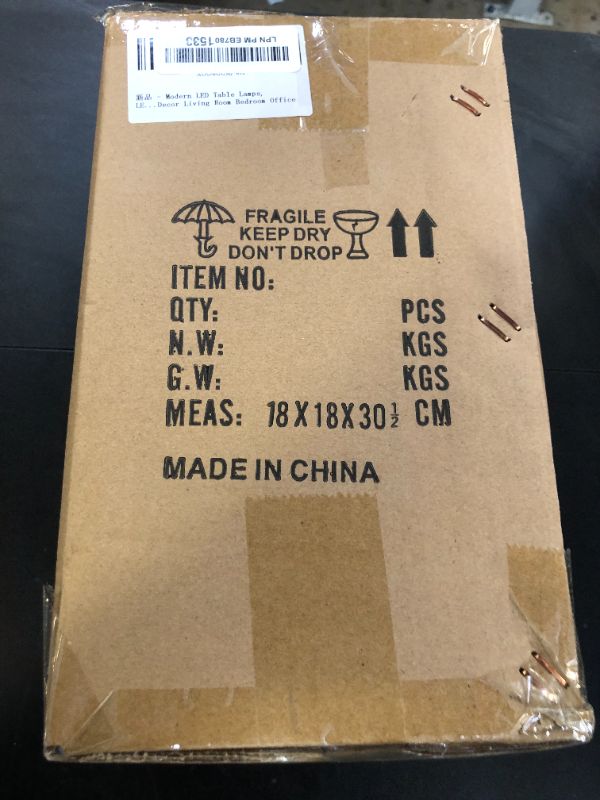 LPN PM EB7801533
新品 - Modern LED Table Lamps,
LE...Decor Living Room Bedroom Office
FRAGILE
KEEP DRY
DON'T DROP
ITEM NO:
QTY: PCS
N.W: KGS
G.W: KGS
MEAS: 18X18X30½ CM
MADE IN CHINA